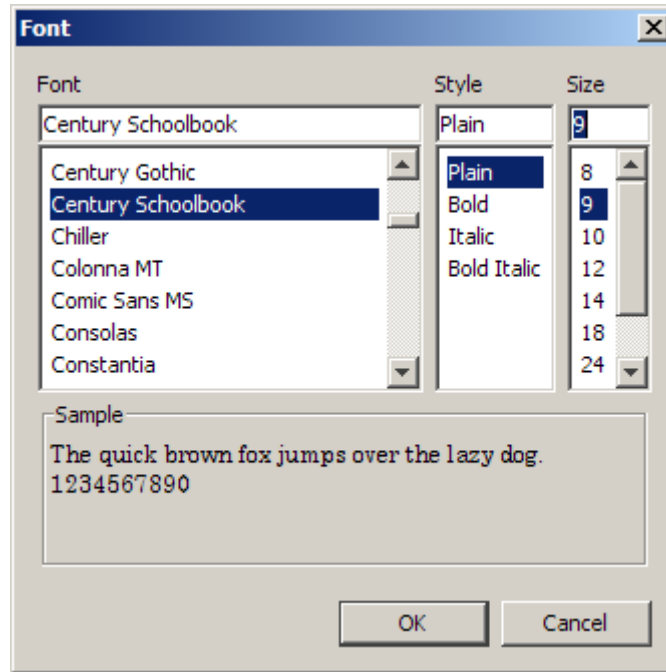 Font
Font
Style
Size
Century Schoolbook
Plain
9
Century Gothic
Century Schoolbook
Chiller
Colonna MT
Comic Sans MS
Consolas
Constantia
Plain
Bold
Italic
Bold Italic
8
9
10
12
14
18
24
Sample
The quick brown fox jumps over the lazy dog.
1234567890
OK
Cancel